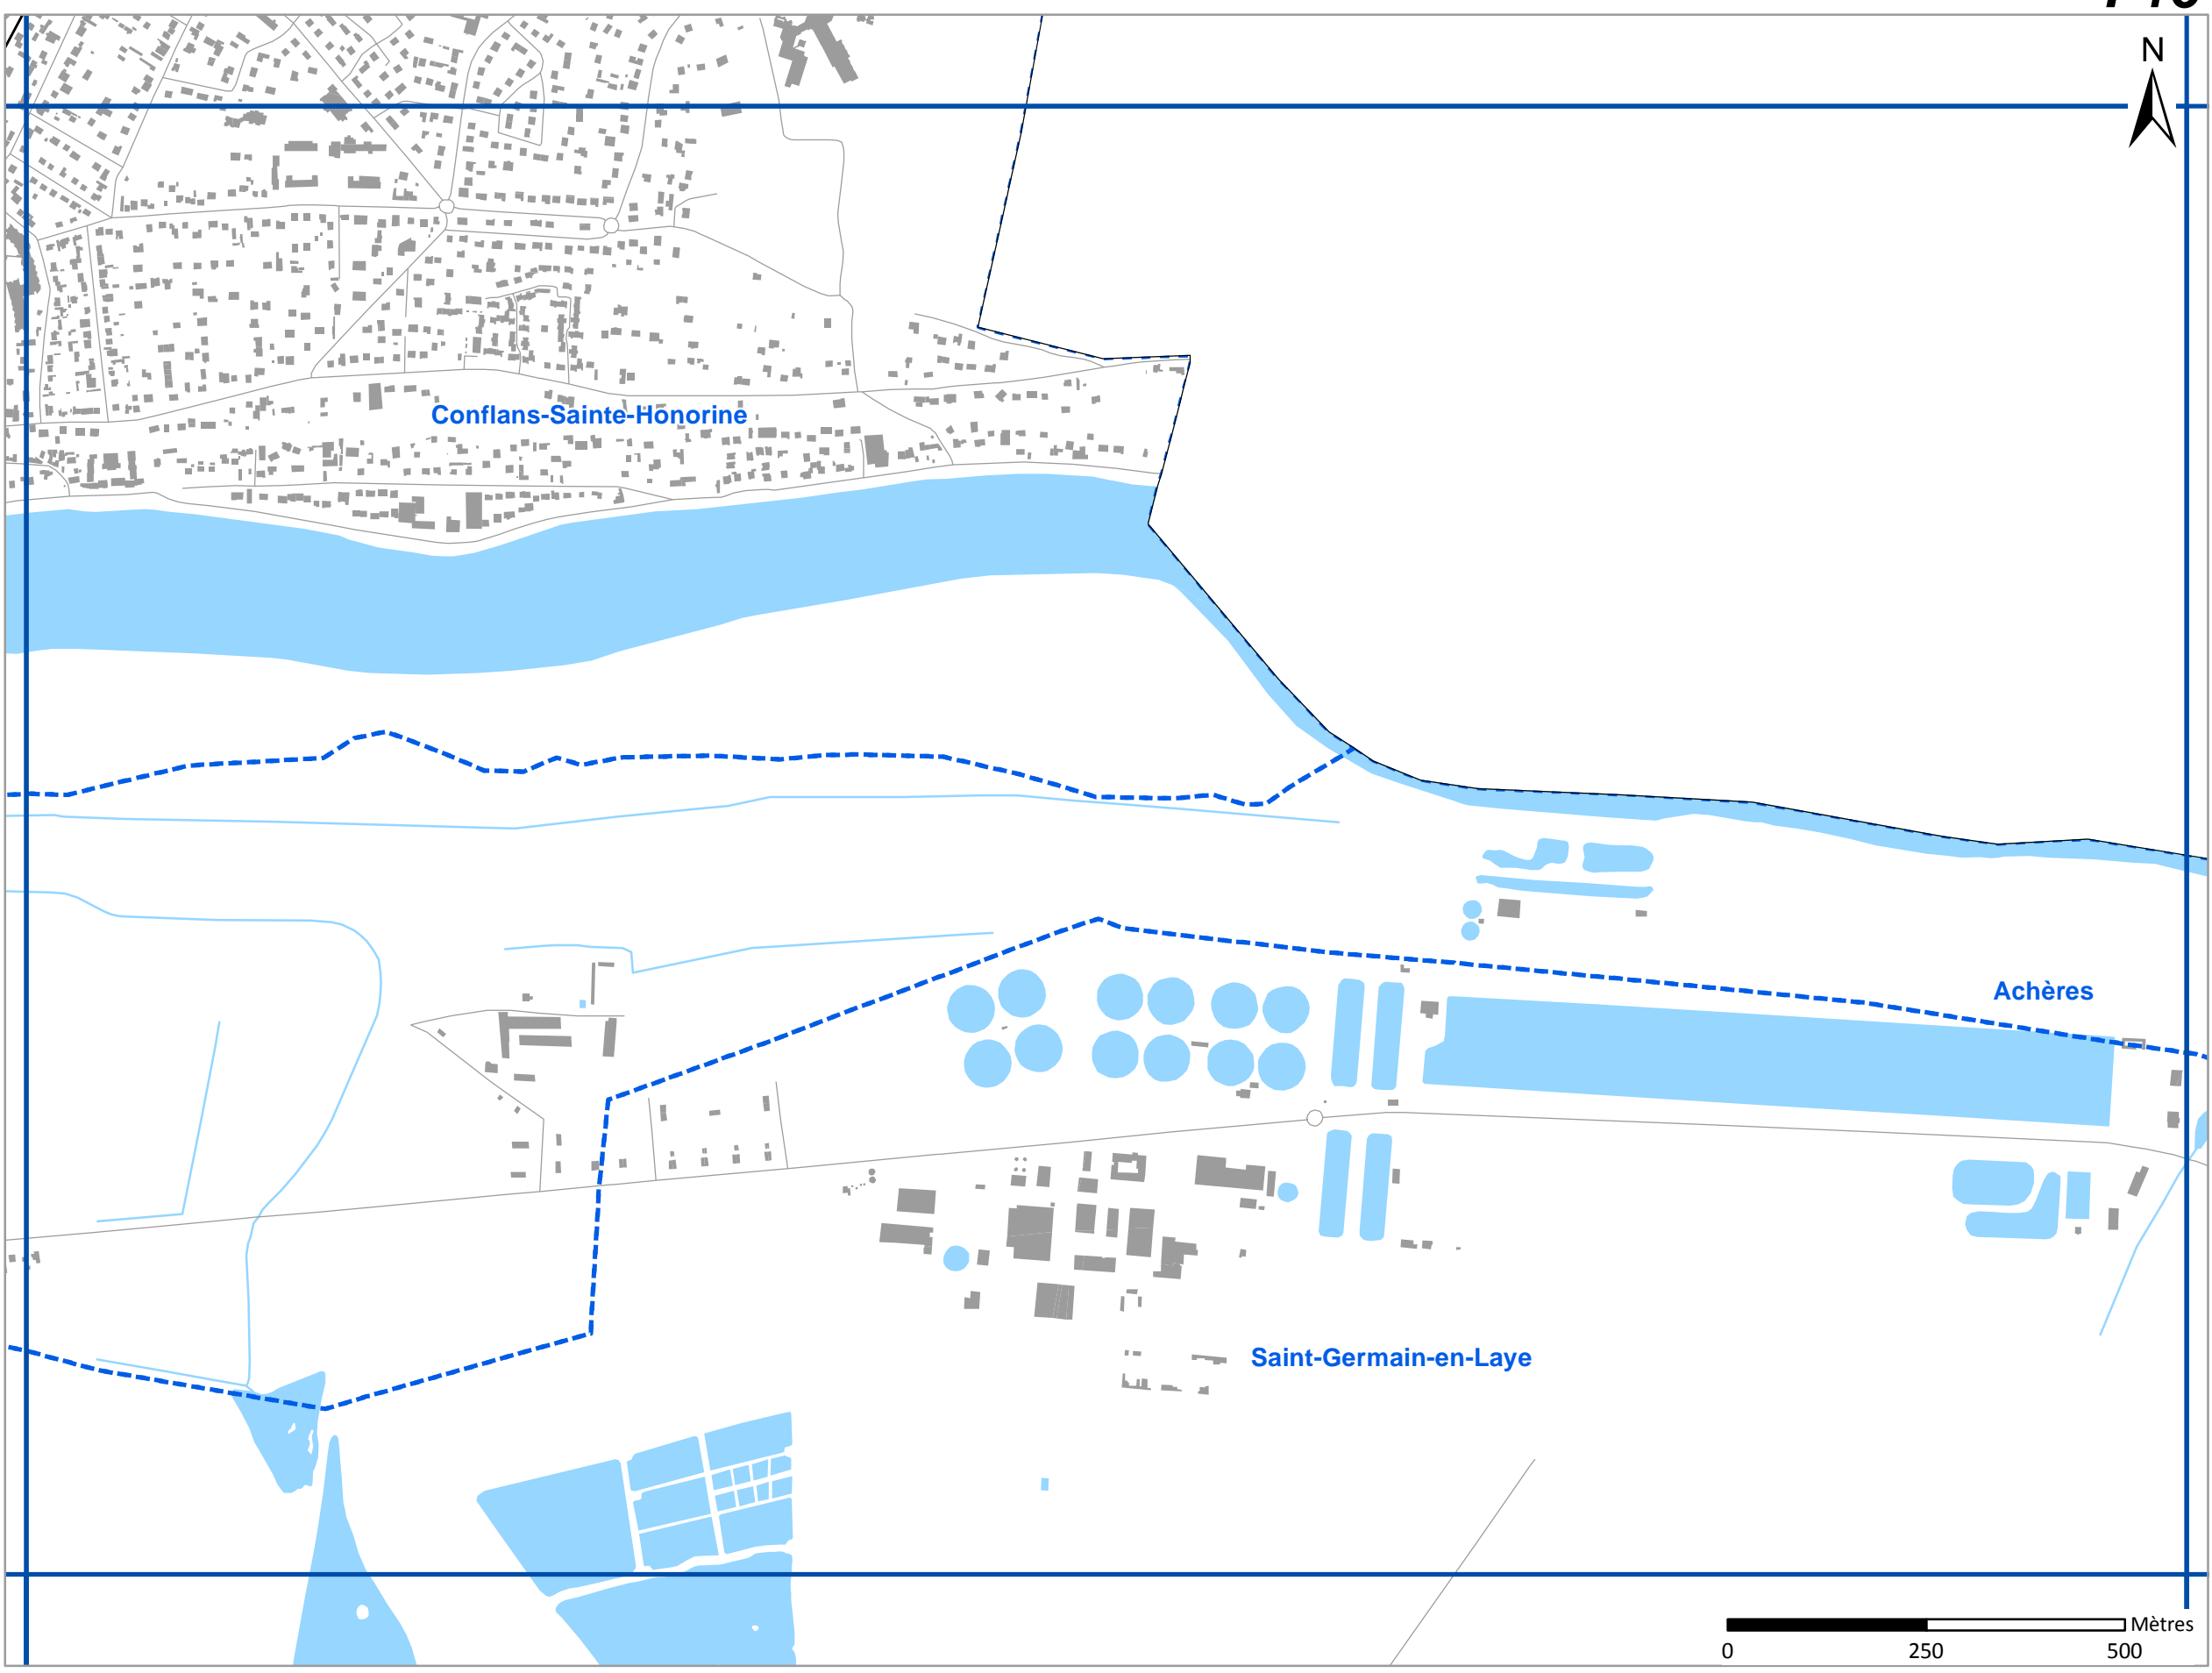 N
Conflans-Sainte-Honorine
Achères
Saint-Germain-en-Laye
Mètres
0 250 500